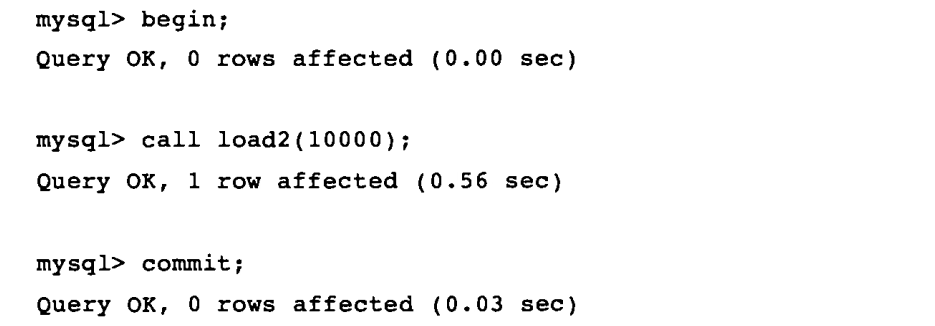 mysql> begin;
Query OK, 0 rows affected (0.00 sec)
mysql> call load2(10000);
Query OK, 1 row affected (0.56 sec)
mysql> commit;
Query OK, 0 rows affected (0.03 sec)